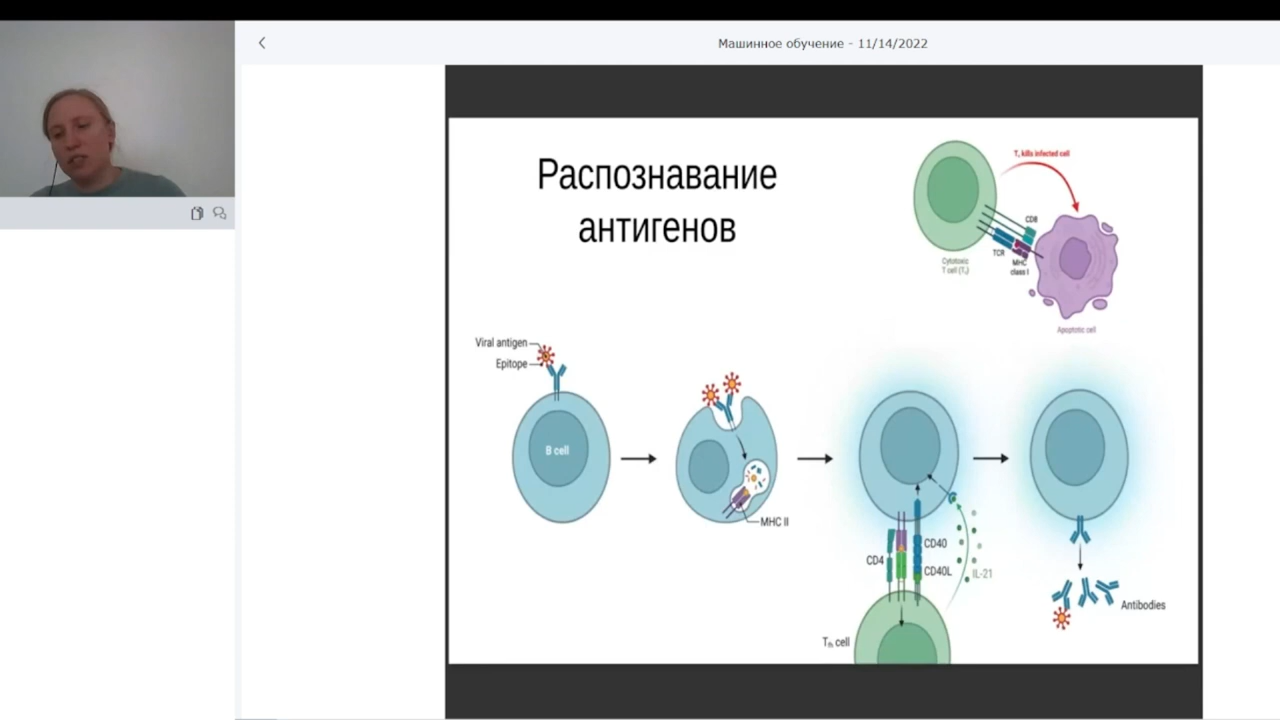 Машинное обучение - 11/14/2022
Распознавание
антигенов
Tc kills infected cell
CD8
TCR
MHC
class I
Cytotoxic
T cell (Tc)
Apoptotic cell
Viral antigen
Epitope
B cell
MHC II
CD4
CD40
CD40L
IL-21
Tfh cell
Antibodies